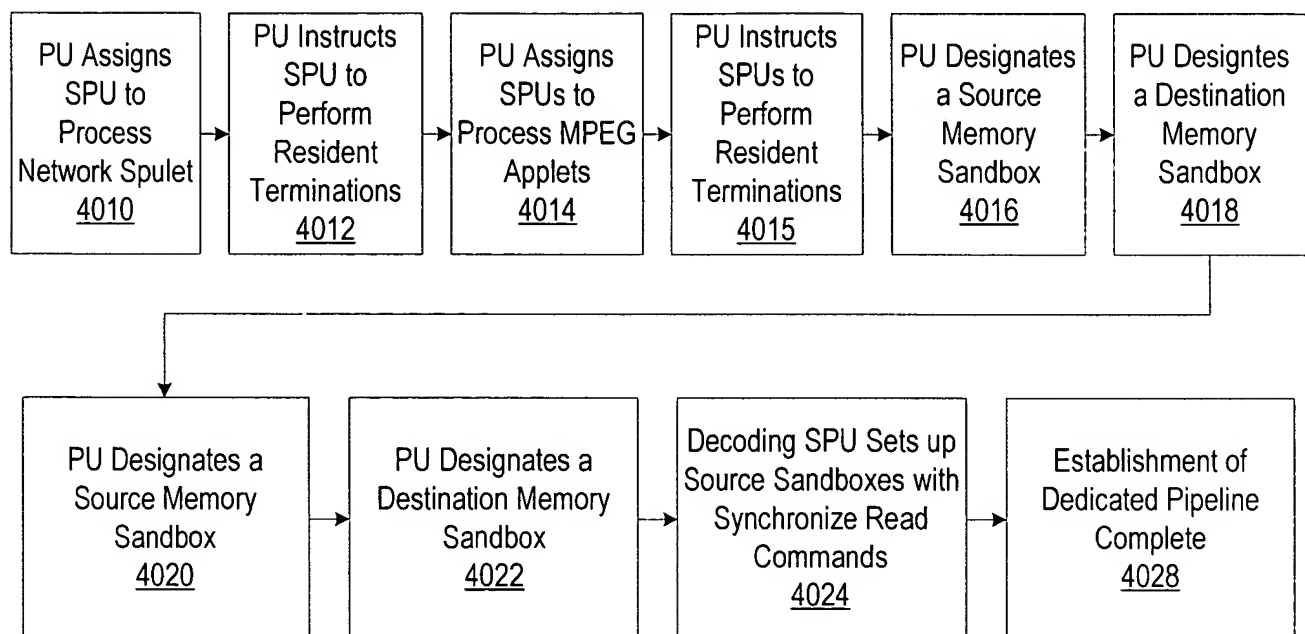 PU Assigns
SPU to
Process
Network Spulet
4010
PU Instructs
SPU to
Perform
Resident
Terminations
4012
PU Assigns
SPUs to
Process MPEG
Applets
4014
PU Instructs
SPUs to
Perform
Resident
Terminations
4015
PU Designates
a Source
Memory
Sandbox
4016
PU Designtes
a Destination
Memory
Sandbox
4018
PU Designates a
Source Memory
Sandbox
4020
PU Designates a
Destination Memory
Sandbox
4022
Decoding SPU Sets up
Source Sandboxes with
Synchronize Read
Commands
4024
Establishment of
Dedicated Pipeline
Complete
4028